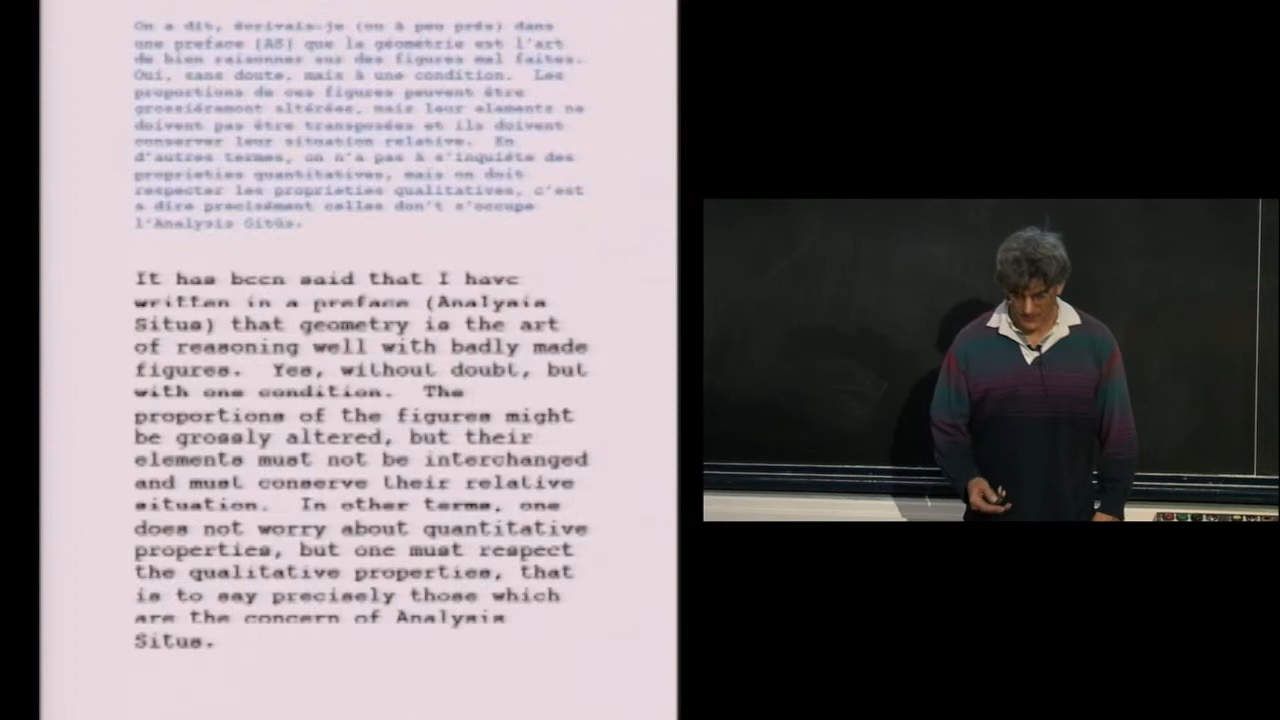 On a dit, écrivais-je (ou à peu prés) dans
une preface [AS] que la géométrie est l'art
de bien raisonner sur des figures mal faites.
Oui, sans doute, mais à une condition. Les
proportions de ces figures peuvent être
grossiérement altérées, mais leur elements ne
doivent pas être transposées et ils doivent
conserver leur situation relative. En
d'autres termes, on n'a pas à s'inquiéte des
proprieties quantitatives, mais on doit
respecter les proprieties qualitatives, c'est
a dire precisément celles don't s'occupe
l'Analysis Sitûs.
It has been said that I have
written in a preface (Analysis
Situs) that geometry is the art
of reasoning well with badly made
figures. Yes, without doubt, but
with one condition. The
proportions of the figures might
be grossly altered, but their
elements must not be interchanged
and must conserve their relative
situation. In other terms, one
does not worry about quantitative
properties, but one must respect
the qualitative properties, that
is to say precisely those which
are the concern of Analysis
Situs.